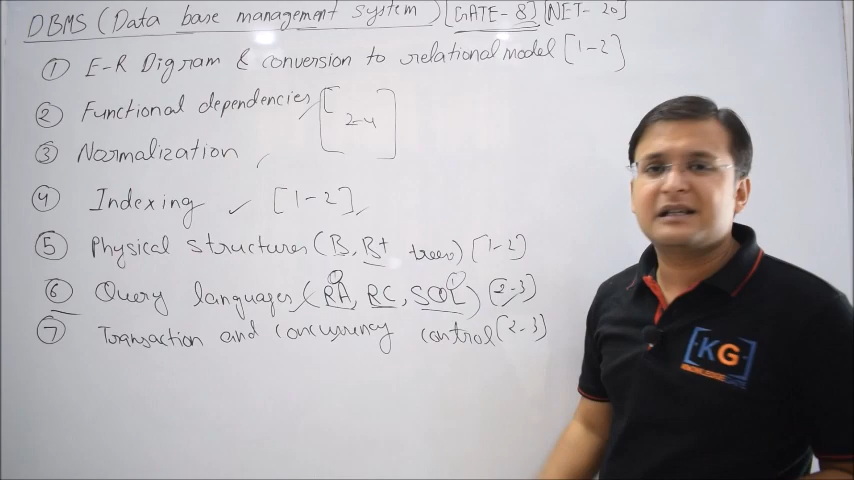 DBMS (Data base management system) [GATE-8] [NET-20]
① E-R Digram & conversion to relational model [1-2]
② Functional dependencies [2-4]
③ Normalization
④ Indexing ✓ [1-2]
⑤ Physical structures (B, B+ trees) [1-2]
⑥ Query languages (RA, RC, SQL) [2-3]
⑦ Transaction and concurrency control [2-3]
KG
KNOWLEDGE GATE